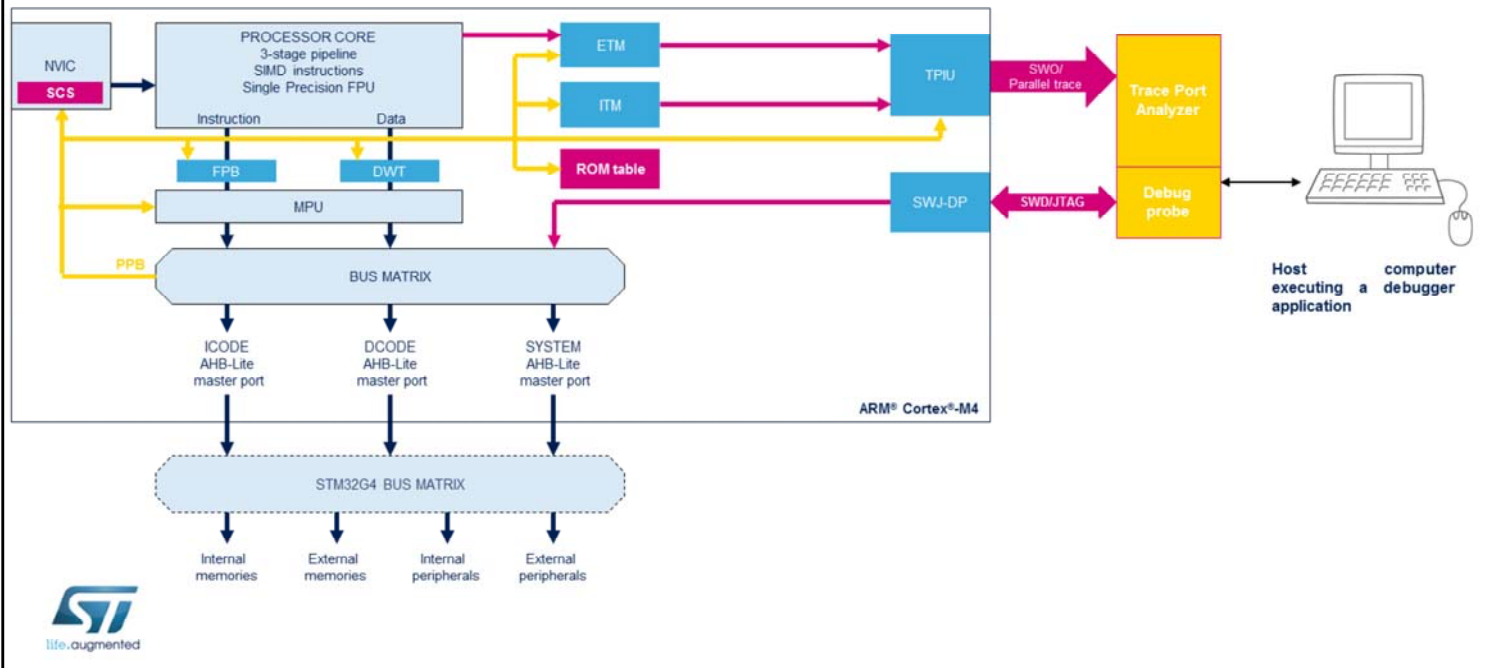 NVIC
SCS
PROCESSOR CORE
3-stage pipeline
SIMD instructions
Single Precision FPU
Instruction
Data
ETM
ITM
ROM table
TPIU
SWJ-DP
SWO/
Parallel trace
SWD/JTAG
Trace Port
Analyzer
Debug
probe
Host computer
executing a debugger
application
FPB
DWT
MPU
PPB
BUS MATRIX
ICODE
AHB-Lite
master port
DCODE
AHB-Lite
master port
SYSTEM
AHB-Lite
master port
ARM® Cortex®-M4
STM32G4 BUS MATRIX
Internal
memories
External
memories
Internal
peripherals
External
peripherals
ST
life.augmented